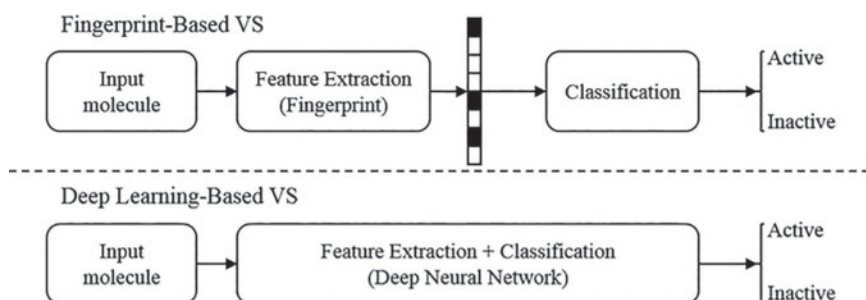 Fingerprint-Based VS
Input
molecule
Feature Extraction
(Fingerprint)
Classification
Active
Inactive
Deep Learning-Based VS
Input
molecule
Feature Extraction + Classification
(Deep Neural Network)
Active
Inactive